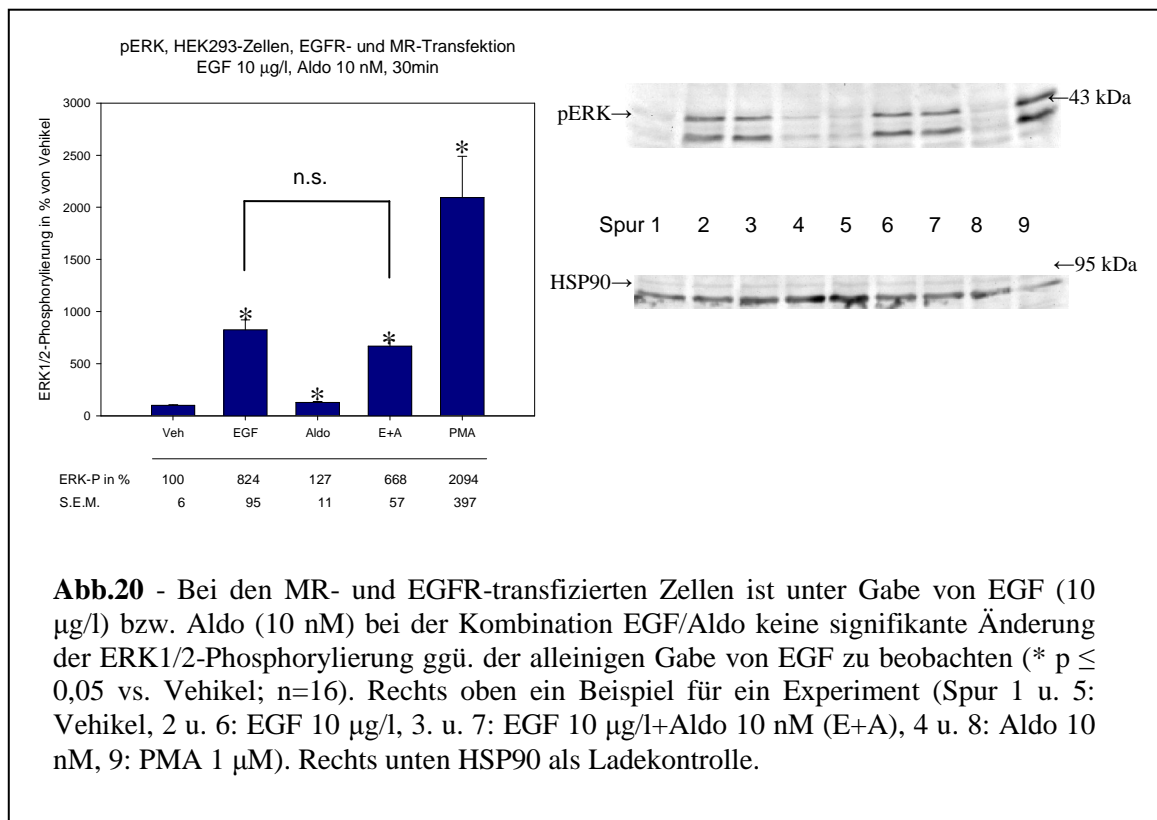 pERK, HEK293-Zellen, EGFR- und MR-Transfektion
EGF 10 µg/l, Aldo 10 nM, 30min
ERK1/2-Phosphorylierung in % von Vehikel
3000
2500
2000
1500
1000
500
0
n.s.
*
*
*
*
Veh EGF Aldo E+A PMA
ERK-P in % 100 824 127 668 2094
S.E.M. 6 95 11 57 397
pERK→
←43 kDa
Spur 1 2 3 4 5 6 7 8 9
←95 kDa
HSP90→
Abb.20 - Bei den MR- und EGFR-transfizierten Zellen ist unter Gabe von EGF (10
µg/l) bzw. Aldo (10 nM) bei der Kombination EGF/Aldo keine signifikante Änderung
der ERK1/2-Phosphorylierung ggü. der alleinigen Gabe von EGF zu beobachten (* p ≤
0,05 vs. Vehikel; n=16). Rechts oben ein Beispiel für ein Experiment (Spur 1 u. 5:
Vehikel, 2 u. 6: EGF 10 µg/l, 3. u. 7: EGF 10 µg/l+Aldo 10 nM (E+A), 4 u. 8: Aldo 10
nM, 9: PMA 1 µM). Rechts unten HSP90 als Ladekontrolle.